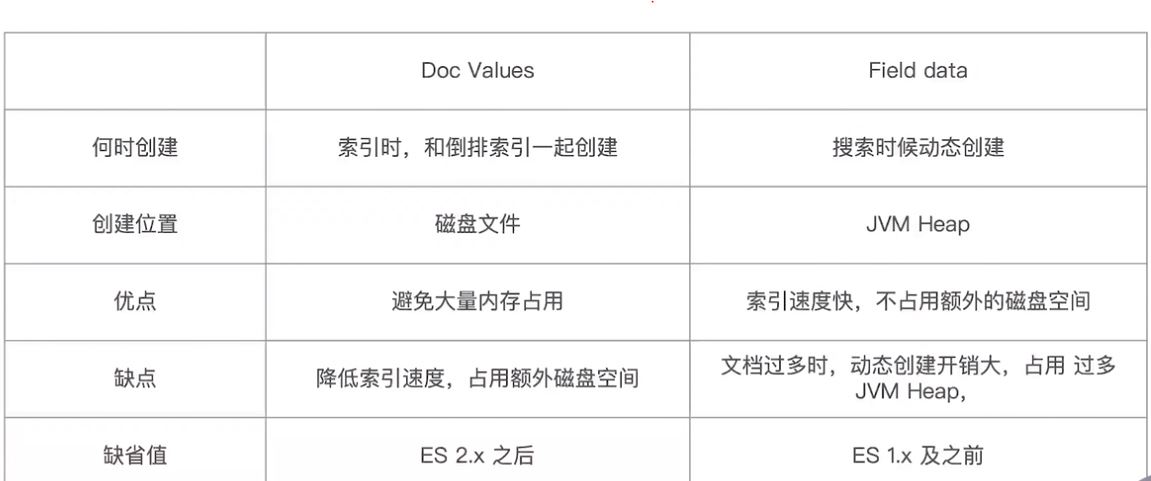 Doc Values Field data
何时创建 索引时，和倒排索引一起创建 搜索时候动态创建
创建位置 磁盘文件 JVM Heap
优点 避免大量内存占用 索引速度快，不占用额外的磁盘空间
缺点 降低索引速度，占用额外磁盘空间 文档过多时，动态创建开销大，占用 过多
JVM Heap，
缺省值 ES 2.x 之后 ES 1.x 及之前